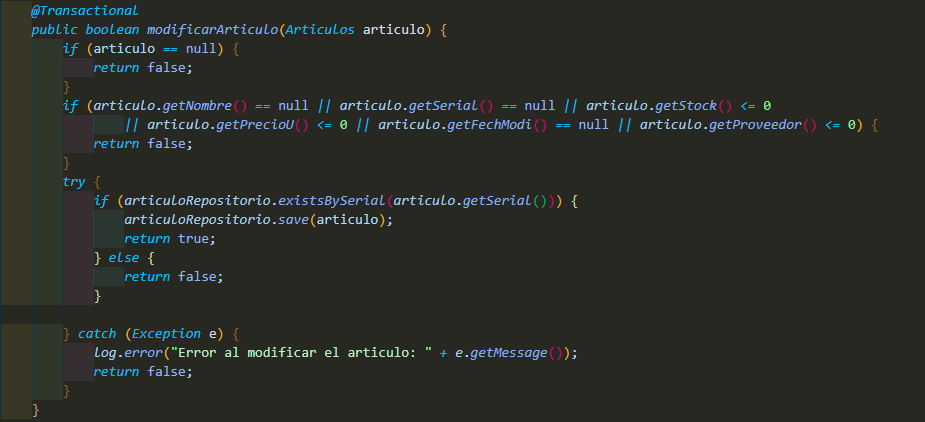 @Transactional
public boolean modificarArticulo(Articulos articulo) {
if (articulo == null) {
return false;
}
if (articulo.getNombre() == null || articulo.getSerial() == null || articulo.getStock() <= 0
|| articulo.getPrecioU() <= 0 || articulo.getFechModi() == null || articulo.getProveedor() <= 0) {
return false;
}
try {
if (articuloRepositorio.existsBySerial(articulo.getSerial())) {
articuloRepositorio.save(articulo);
return true;
} else {
return false;
}
} catch (Exception e) {
log.error("Error al modificar el articulo: " + e.getMessage());
return false;
}
}